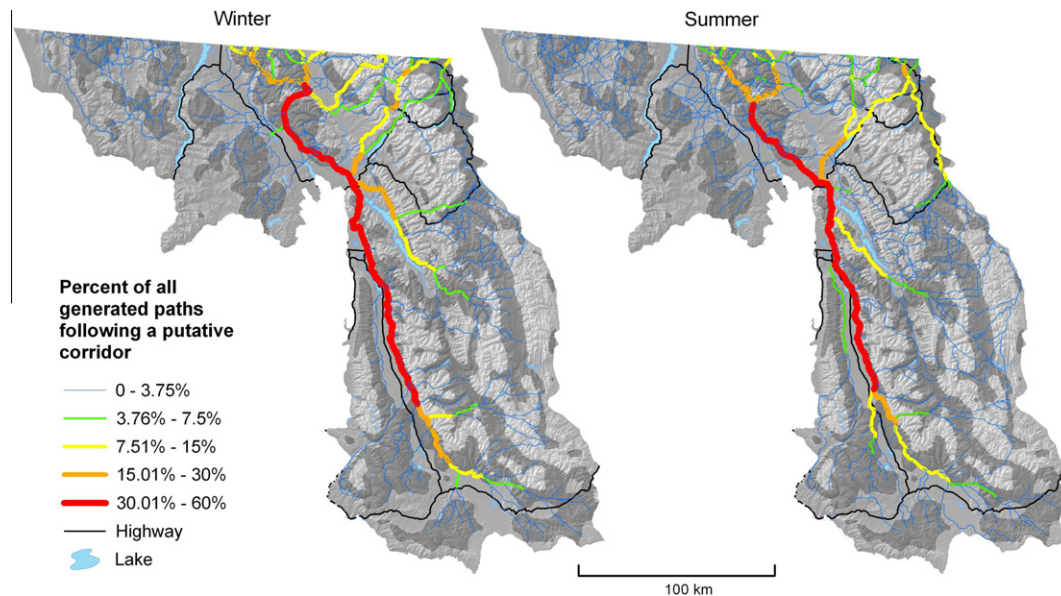 Winter
Summer
Percent of all
generated paths
following a putative
corridor
0 - 3.75%
3.76% - 7.5%
7.51% - 15%
15.01% - 30%
30.01% - 60%
Highway
Lake
100 km